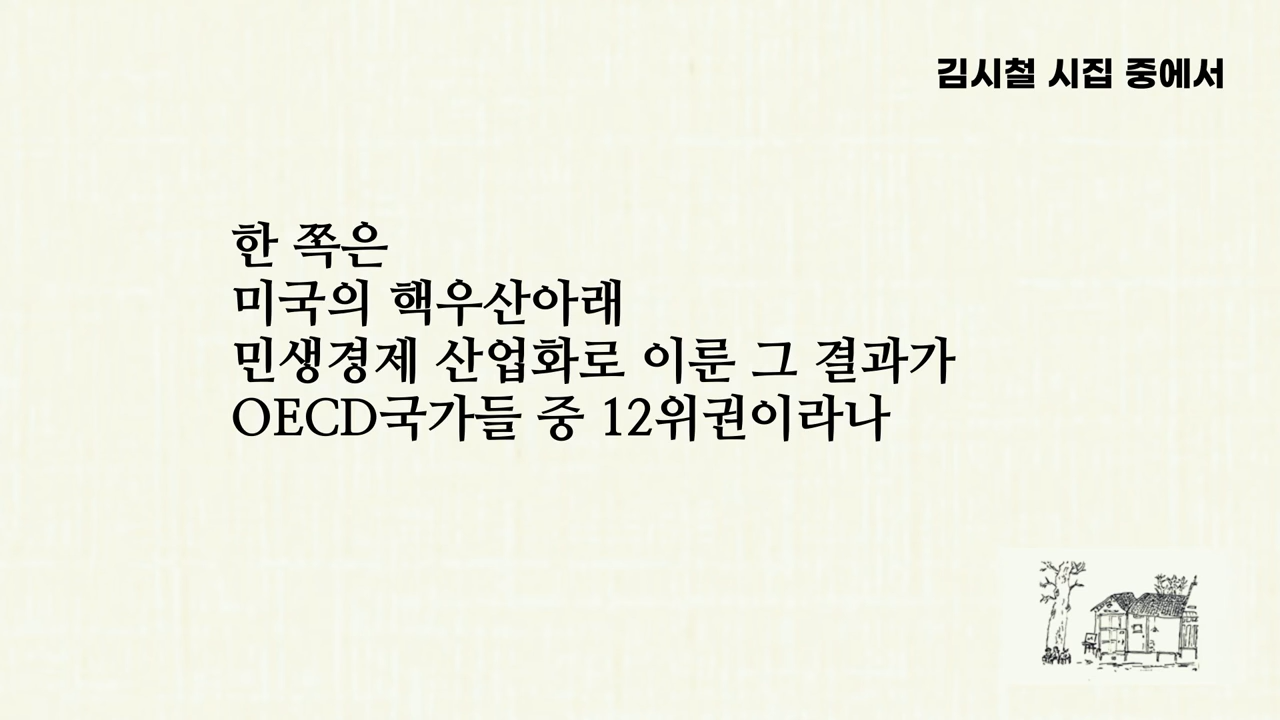 김시철 시집 중에서
한 쪽은
미국의 핵우산아래
민생경제 산업화로 이룬 그 결과가
OECD국가들 중 12위권이라나